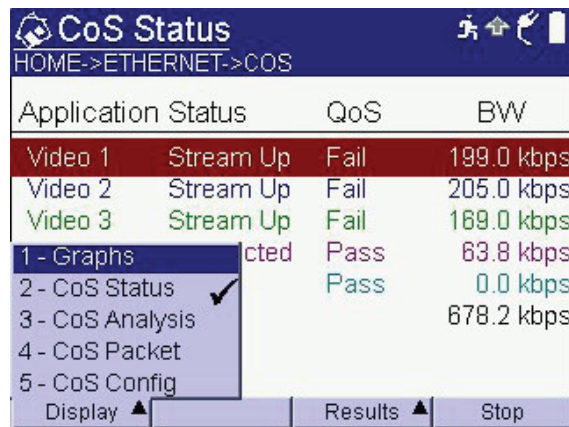 CoS Status
HOME->ETHERNET->COS
Application Status QoS BW
Video 1 Stream Up Fail 199.0 kbps
Video 2 Stream Up Fail 205.0 kbps
Video 3 Stream Up Fail 169.0 kbps
1 - Graphs cted Pass 63.8 kbps
2 - CoS Status Pass 0.0 kbps
3 - CoS Analysis 678.2 kbps
4 - CoS Packet
5 - CoS Config
Display Results Stop